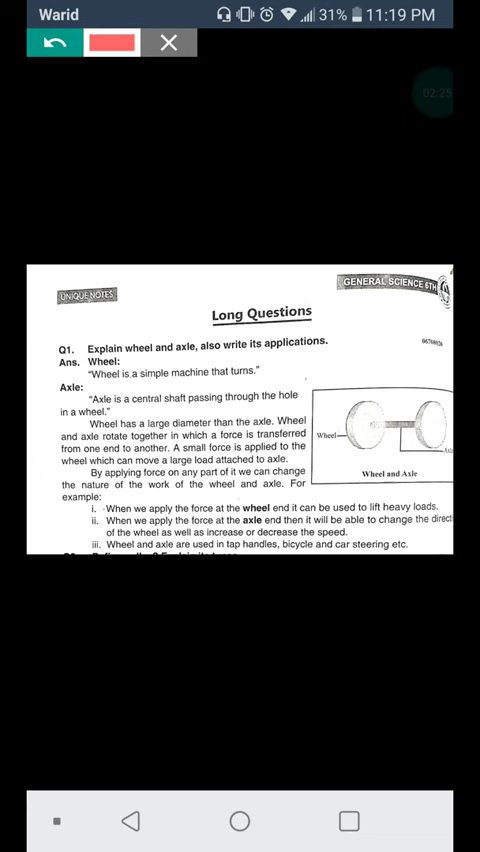 Warid 31% 11:19 PM
02:25
UNIQUE NOTES
GENERAL SCIENCE 6TH
Long Questions
Q1. Explain wheel and axle, also write its applications.
Ans. Wheel:
"Wheel is a simple machine that turns."
Axle:
"Axle is a central shaft passing through the hole
in a wheel."
Wheel has a large diameter than the axle. Wheel
and axle rotate together in which a force is transferred
from one end to another. A small force is applied to the
wheel which can move a large load attached to axle.
By applying force on any part of it we can change
the nature of the work of the wheel and axle. For
example:
Wheel
Wheel and Axle
i. When we apply the force at the wheel end it can be used to lift heavy loads.
ii. When we apply the force at the axle end then it will be able to change the direct
of the wheel as well as increase or decrease the speed.
iii. Wheel and axle are used in tap handles, bicycle and car steering etc.